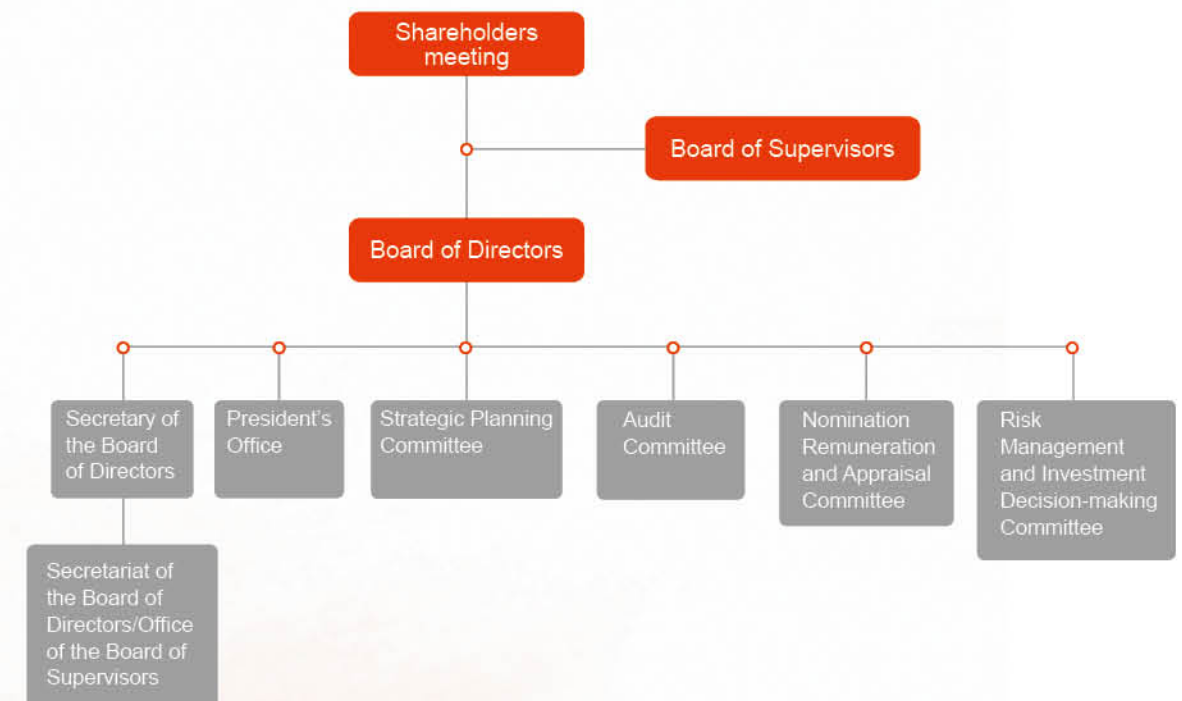 Shareholders
meeting
Board of Supervisors
Board of Directors
Secretary of
the Board
of Directors
President's
Office
Strategic Planning
Committee
Audit
Committee
Nomination
Remuneration
and Appraisal
Committee
Risk
Management
and Investment
Decision-making
Committee
Secretariat of
the Board of
Directors/Office
of the Board of
Supervisors